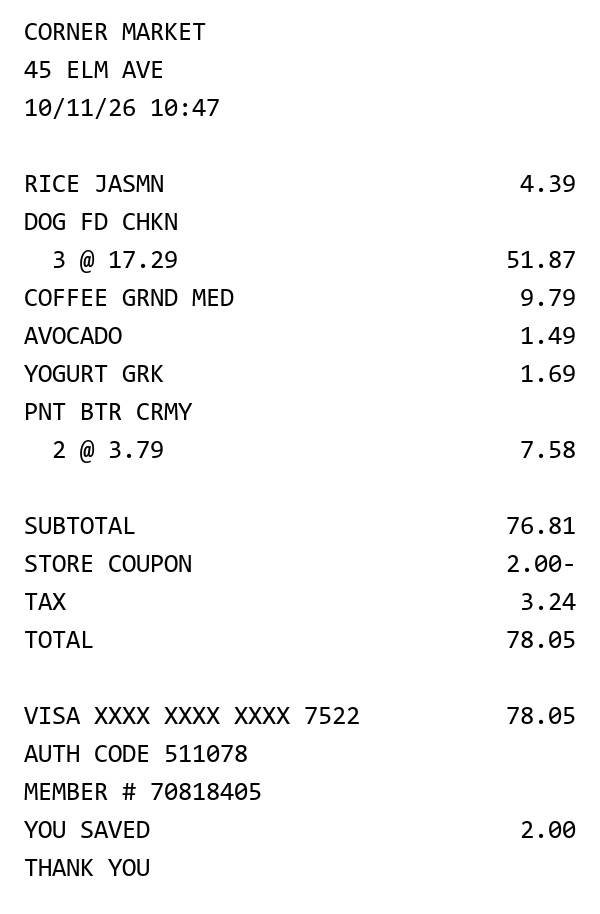 CORNER MARKET
45 ELM AVE
10/11/26 10:47
RICE JASMN 4.39
DOG FD CHKN
3 @ 17.29 51.87
COFFEE GRND MED 9.79
AVOCADO 1.49
YOGURT GRK 1.69
PNT BTR CRMY
2 @ 3.79 7.58
SUBTOTAL 76.81
STORE COUPON 2.00-
TAX 3.24
TOTAL 78.05
VISA XXXX XXXX XXXX 7522 78.05
AUTH CODE 511078
MEMBER # 70818405
YOU SAVED 2.00
THANK YOU